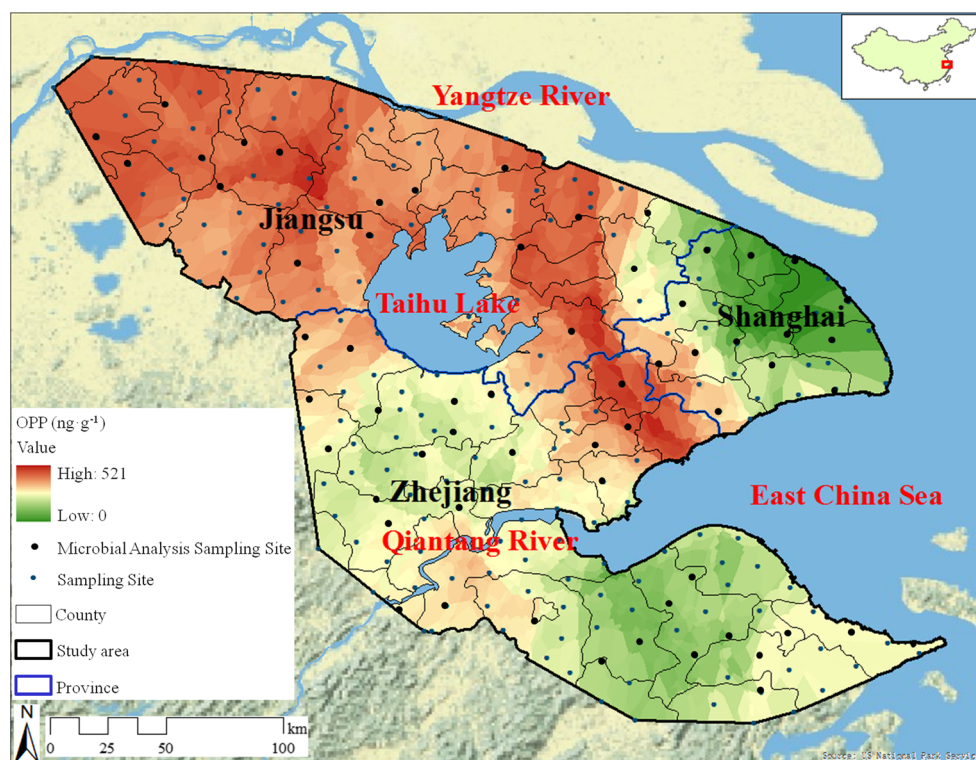 Yangtze River
Jiangsu
Taihu Lake
Shanghai
OPP (ng·g⁻¹)
Value
High: 521
Low: 0
Microbial Analysis Sampling Site
Sampling Site
County
Study area
Province
Zhejiang
East China Sea
Qiantang River
N
0 25 50 100
km
Source: US National Park Service